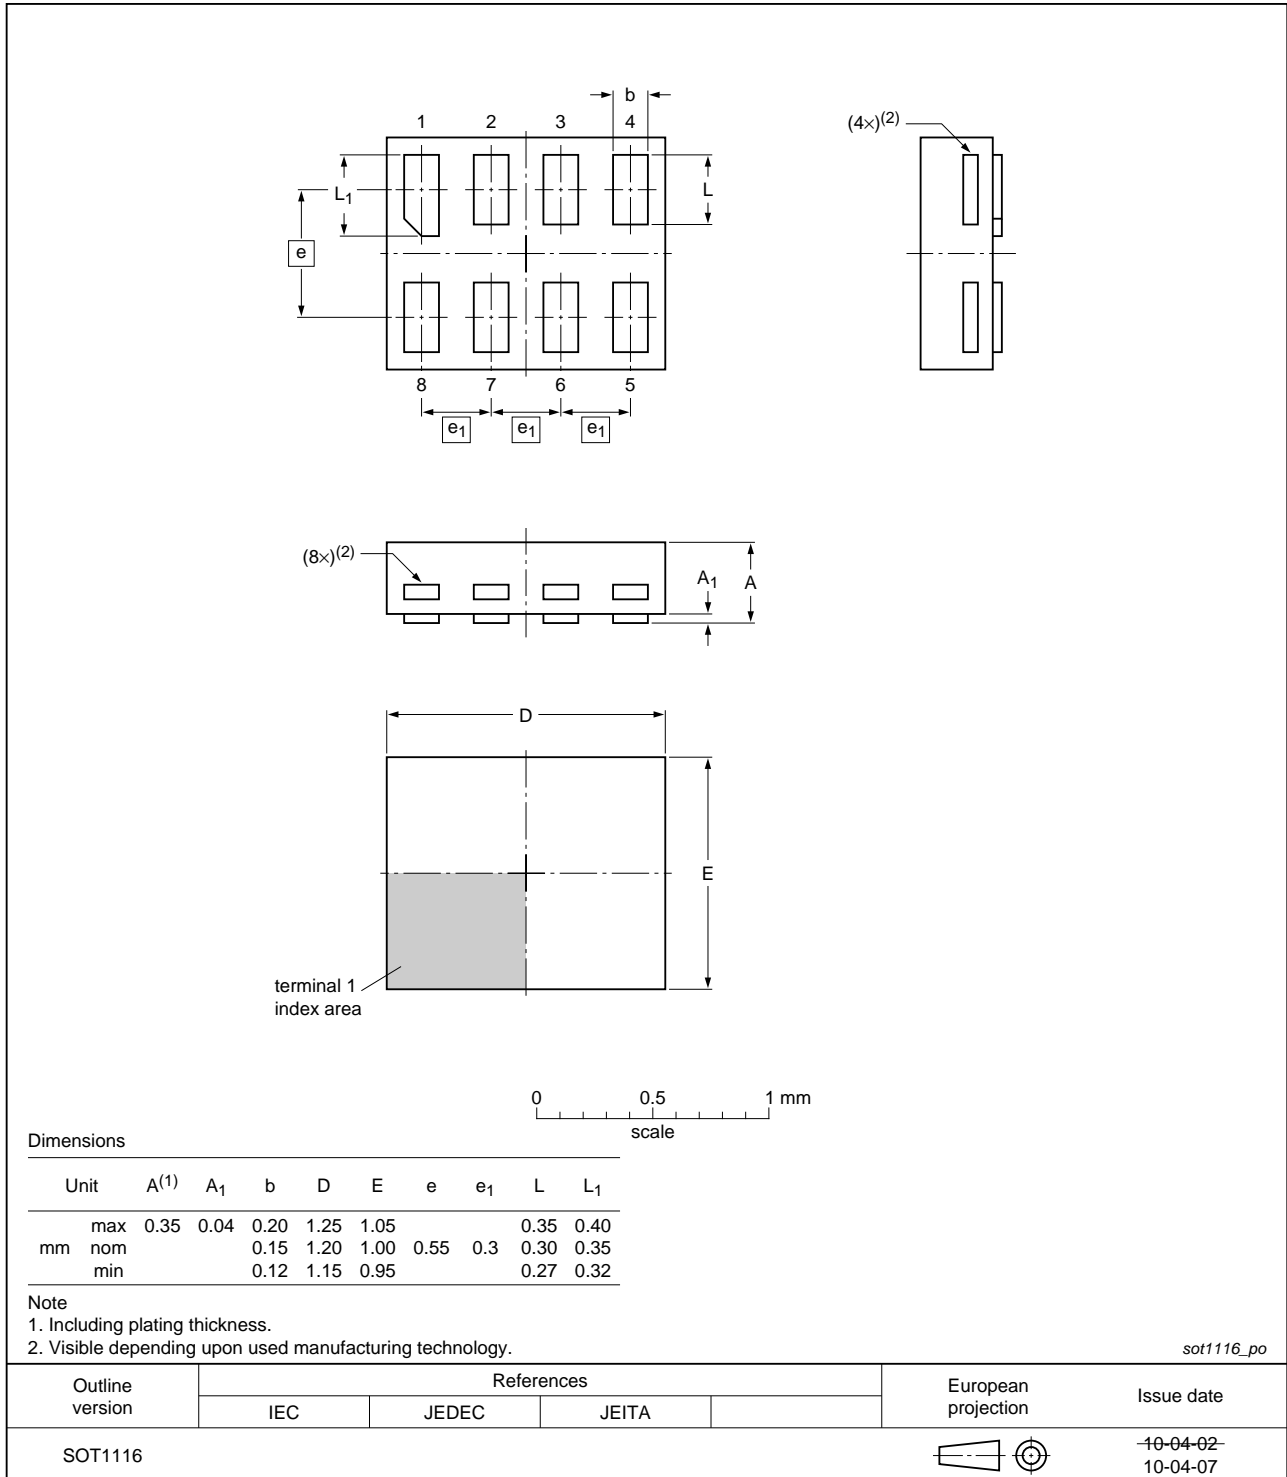 b
1 2 3 4
(4×)(2)
L1
L
e
8 7 6 5
e1 e1 e1
(8×)(2)
A1
A
D
E
terminal 1
index area
0 0.5 1 mm
scale
Dimensions
Unit A(1) A1 b D E e e1 L L1
max 0.35 0.04 0.20 1.25 1.05 0.35 0.40
mm nom 0.15 1.20 1.00 0.55 0.3 0.30 0.35
min 0.12 1.15 0.95 0.27 0.32
Note
1. Including plating thickness.
2. Visible depending upon used manufacturing technology.
sot1116_po
Outline
version
References
IEC JEDEC JEITA
European
projection
Issue date
SOT1116
10-04-02
10-04-07